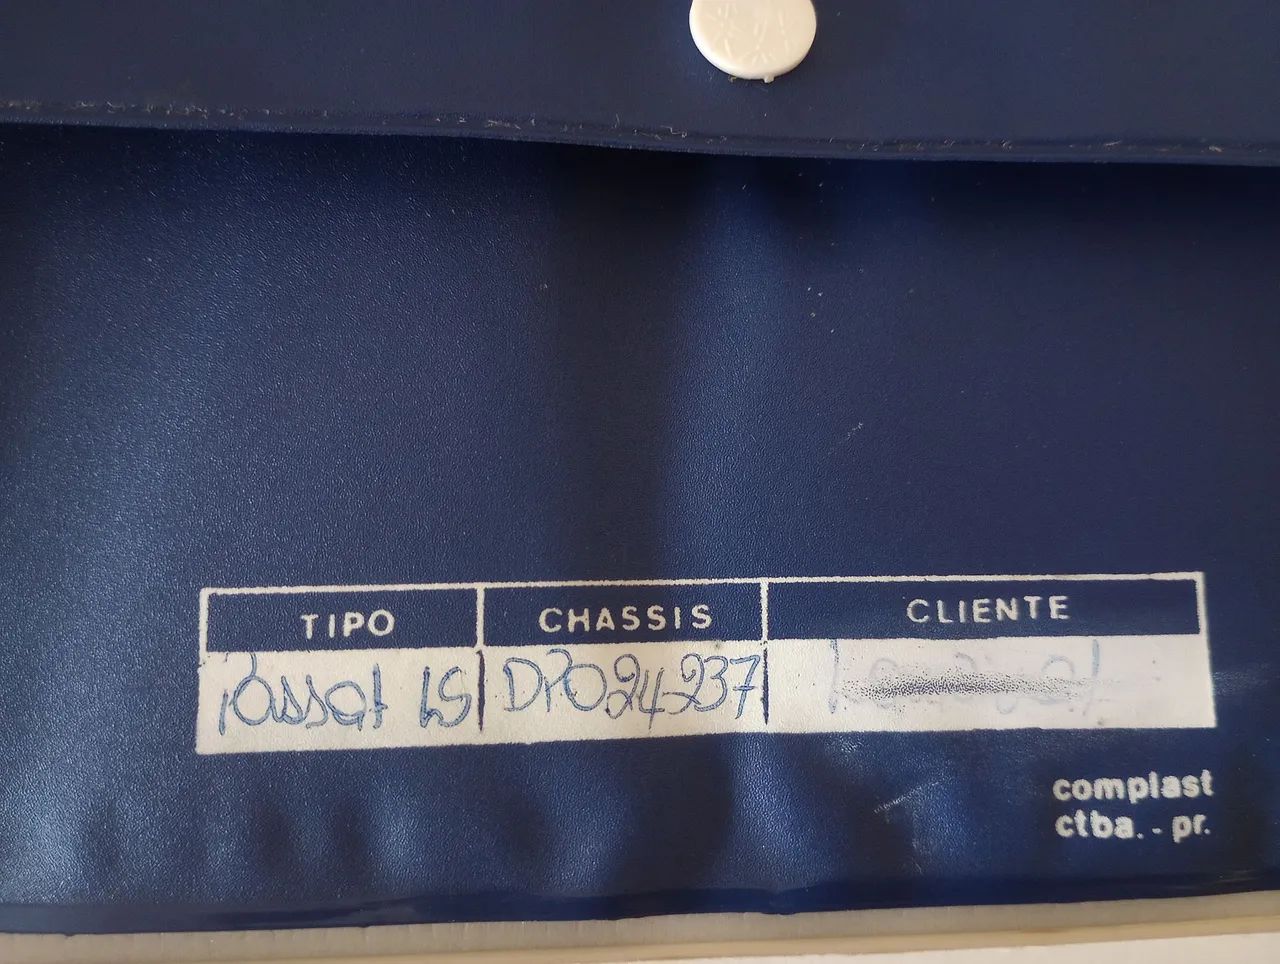 TIPO CHASSIS CLIENTE
Passat LS DP024237
complast
ctba. - pr.